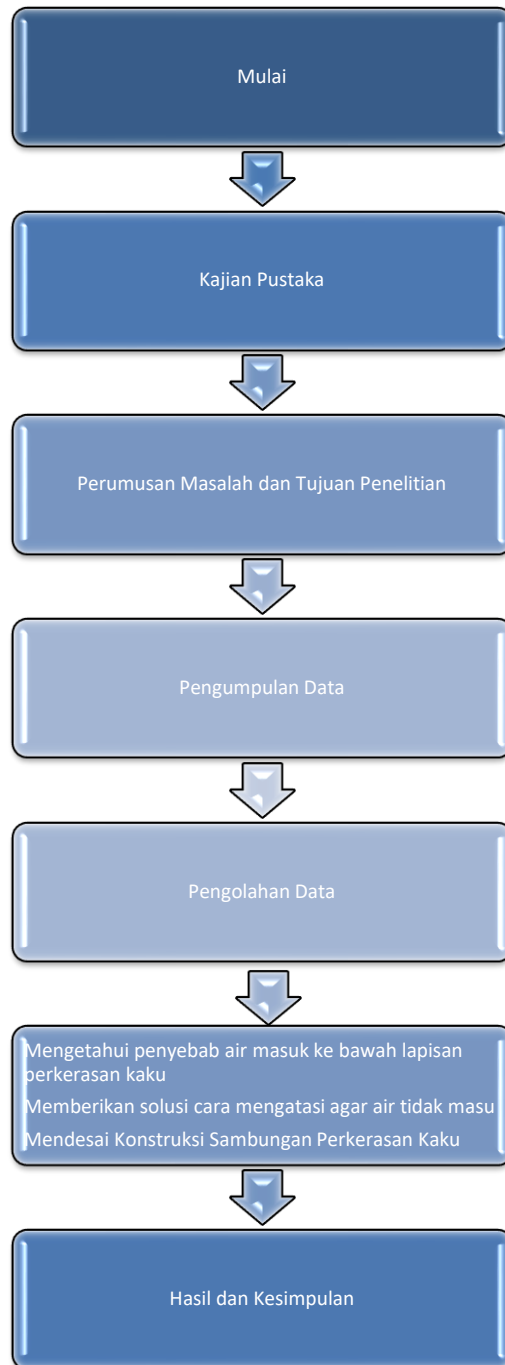 Mulai
Kajian Pustaka
Perumusan Masalah dan Tujuan Penelitian
Pengumpulan Data
Pengolahan Data
Mengetahui penyebab air masuk ke bawah lapisan
perkerasan kaku
Memberikan solusi cara mengatasi agar air tidak masu
Mendesai Konstruksi Sambungan Perkerasan Kaku
Hasil dan Kesimpulan